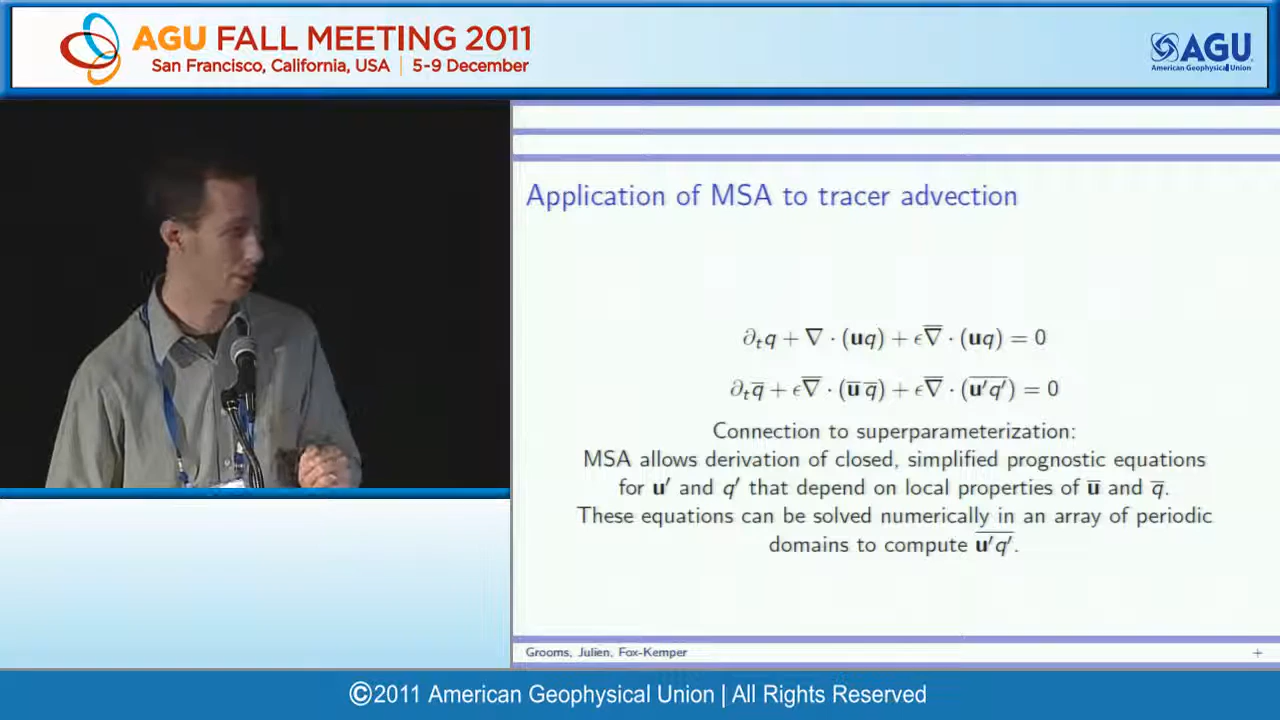 AGU FALL MEETING 2011
San Francisco, California, USA | 5-9 December
AGU
American Geophysical Union
Application of MSA to tracer advection
∂ₜq + ∇ · (𝐮q) + ϵ∇̅ · (𝐮q) = 0
∂ₜq̅ + ϵ∇̅ · (𝐮̅ q̅) + ϵ∇̅ · (\overline{𝐮′q′}) = 0
Connection to superparameterization:
MSA allows derivation of closed, simplified prognostic equations
for 𝐮′ and q′ that depend on local properties of 𝐮̅ and q̅.
These equations can be solved numerically in an array of periodic
domains to compute \overline{𝐮′q′}.
Grooms, Julien, Fox-Kemper
+
©2011 American Geophysical Union | All Rights Reserved